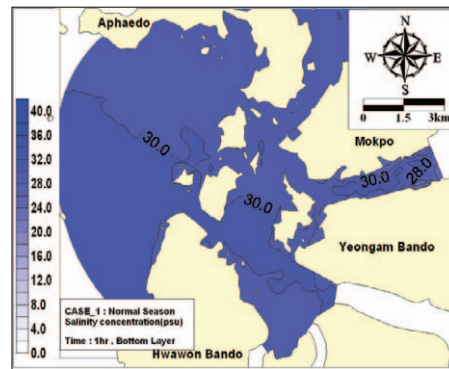 Aphaedo
N
W E
S
0 1.5 3km
Mokpo
40.0
36.0
32.0
28.0
24.0
20.0
16.0
12.0
8.0
4.0
0.0
30.0
30.0
30.0
28.0
Yeongam Bando
CASE_1 : Normal Season
Salinity concentration(psu)
Time : 1hr , Bottom Layer
Hwawon Bando